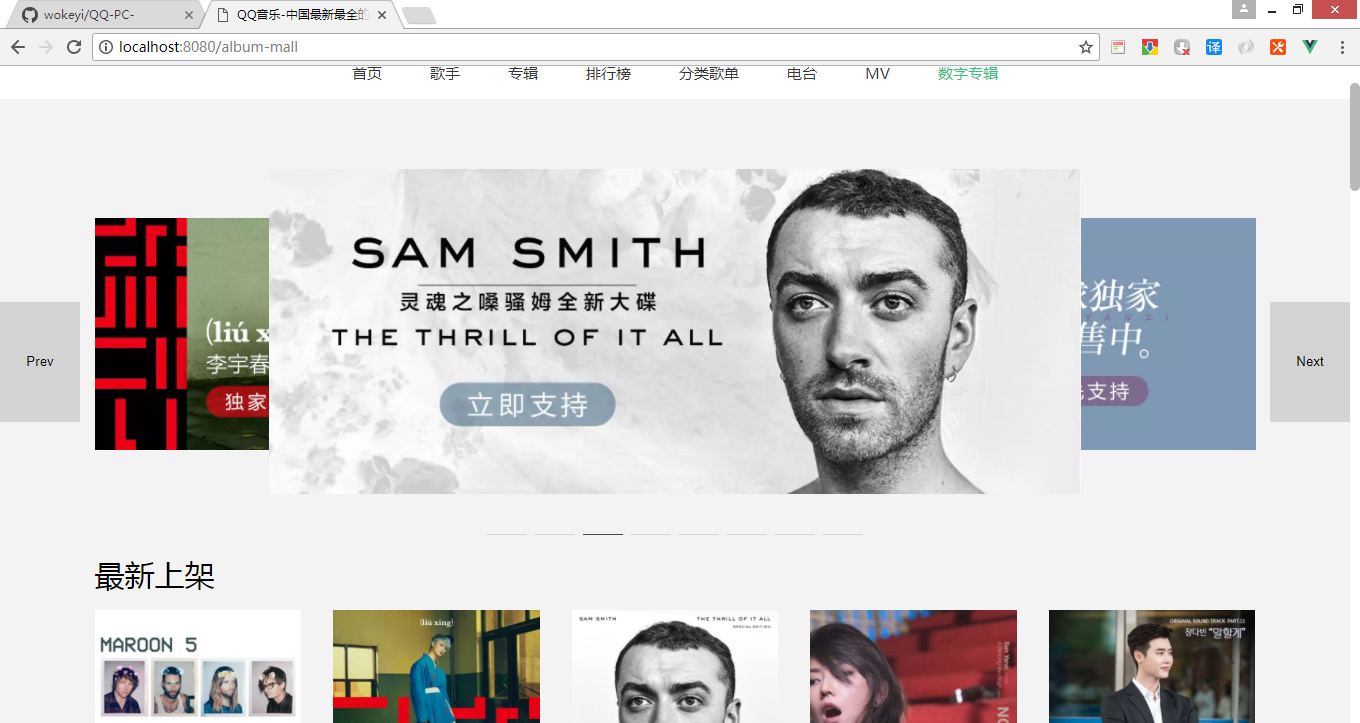 wokeyi/QQ-PC-
QQ音乐-中国最新最全的
localhost:8080/album-mall
译
首页
歌手
专辑
排行榜
分类歌单
电台
MV
数字专辑
SAM SMITH
灵魂之嗓骚姆全新大碟
THE THRILL OF IT ALL
立即支持
(liú x
李宇春
独家
独家
售中。
支持
Prev
Next
最新上架
MAROON 5
(liú xing)
SAM SMITH
THE THRILL OF IT ALL
SPECIAL EDITION
Sun Yanzi
NO
ORIGINAL SOUND TRACK PART.11
장다빈 "말할게"